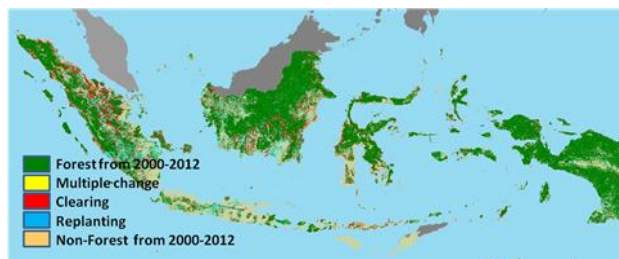 Forest from 2000-2012
Multiple change
Clearing
Replanting
Non-Forest from 2000-2012